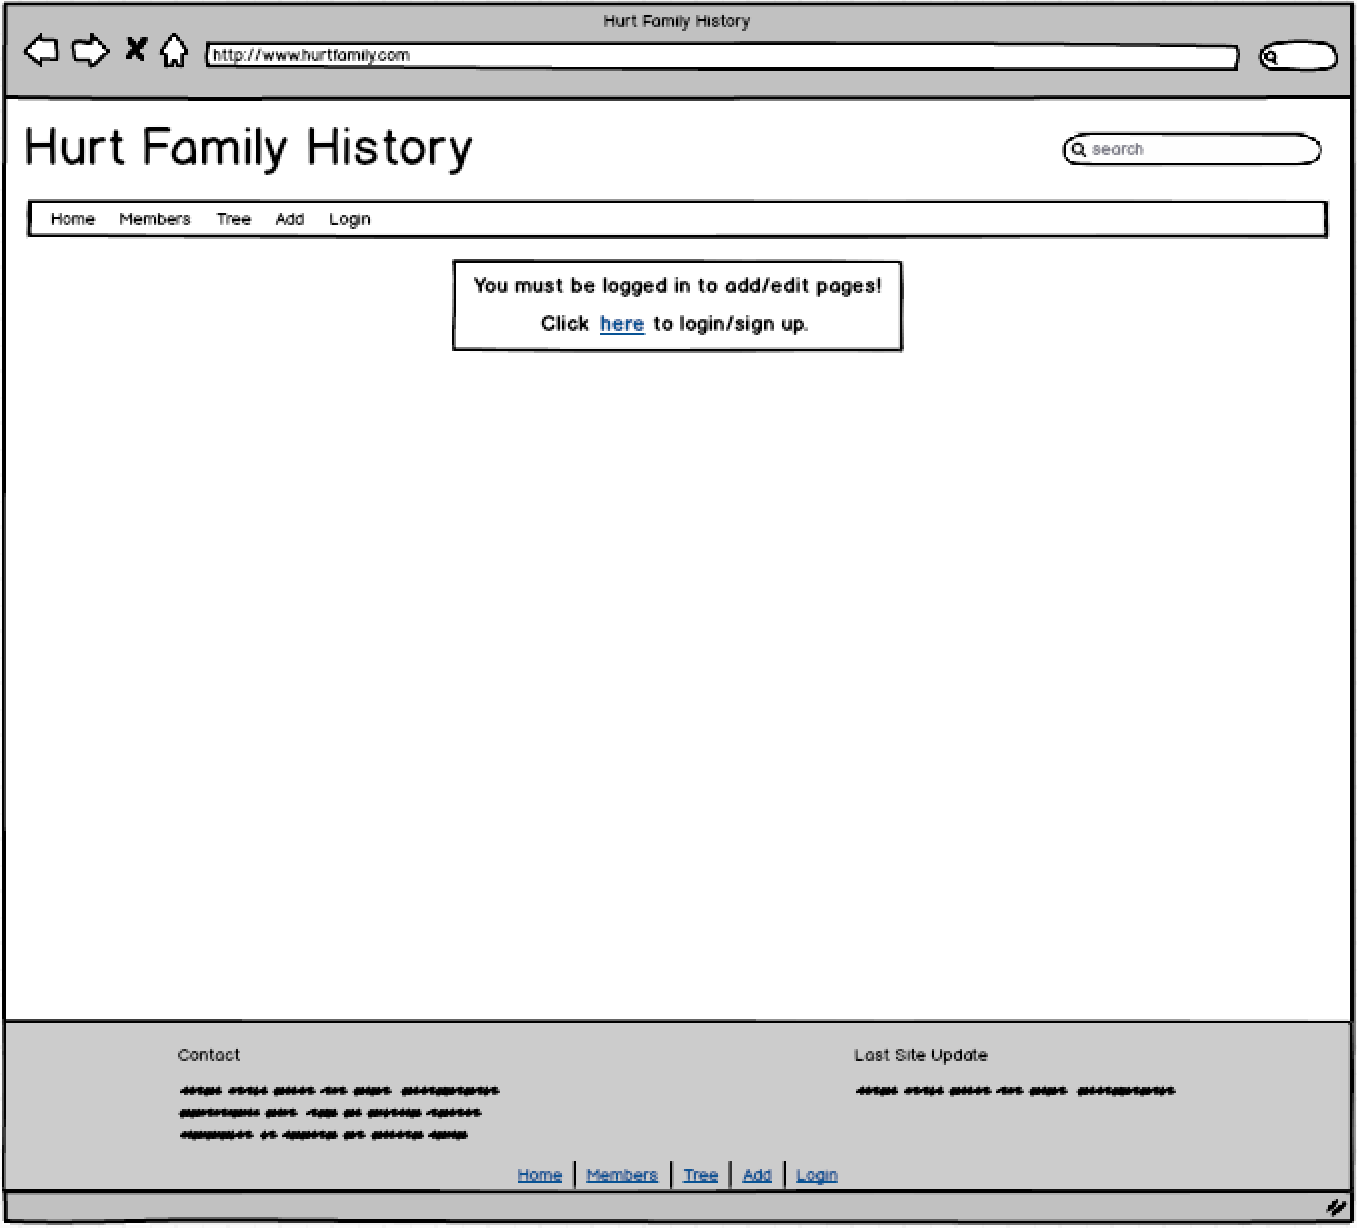 Hurt Family History
http://www.hurtfamily.com
Hurt Family History
search
Home Members Tree Add Login
You must be logged in to add/edit pages!
Click here to login/sign up.
Contact
Last Site Update
Home Members Tree Add Login